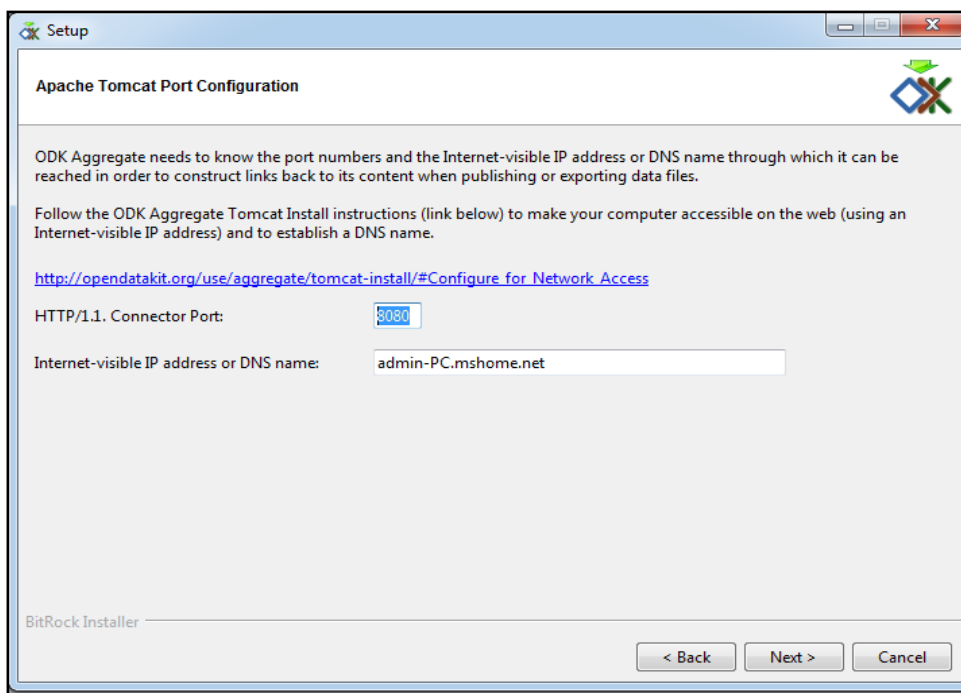 Setup
Apache Tomcat Port Configuration
ODK
ODK Aggregate needs to know the port numbers and the Internet-visible IP address or DNS name through which it can be
reached in order to construct links back to its content when publishing or exporting data files.
Follow the ODK Aggregate Tomcat Install instructions (link below) to make your computer accessible on the web (using an
Internet-visible IP address) and to establish a DNS name.
http://opendatakit.org/use/aggregate/tomcat-install/#Configure_for_Network_Access
HTTP/1.1. Connector Port: 8080
Internet-visible IP address or DNS name: admin-PC.mshome.net
BitRock Installer
< Back Next > Cancel